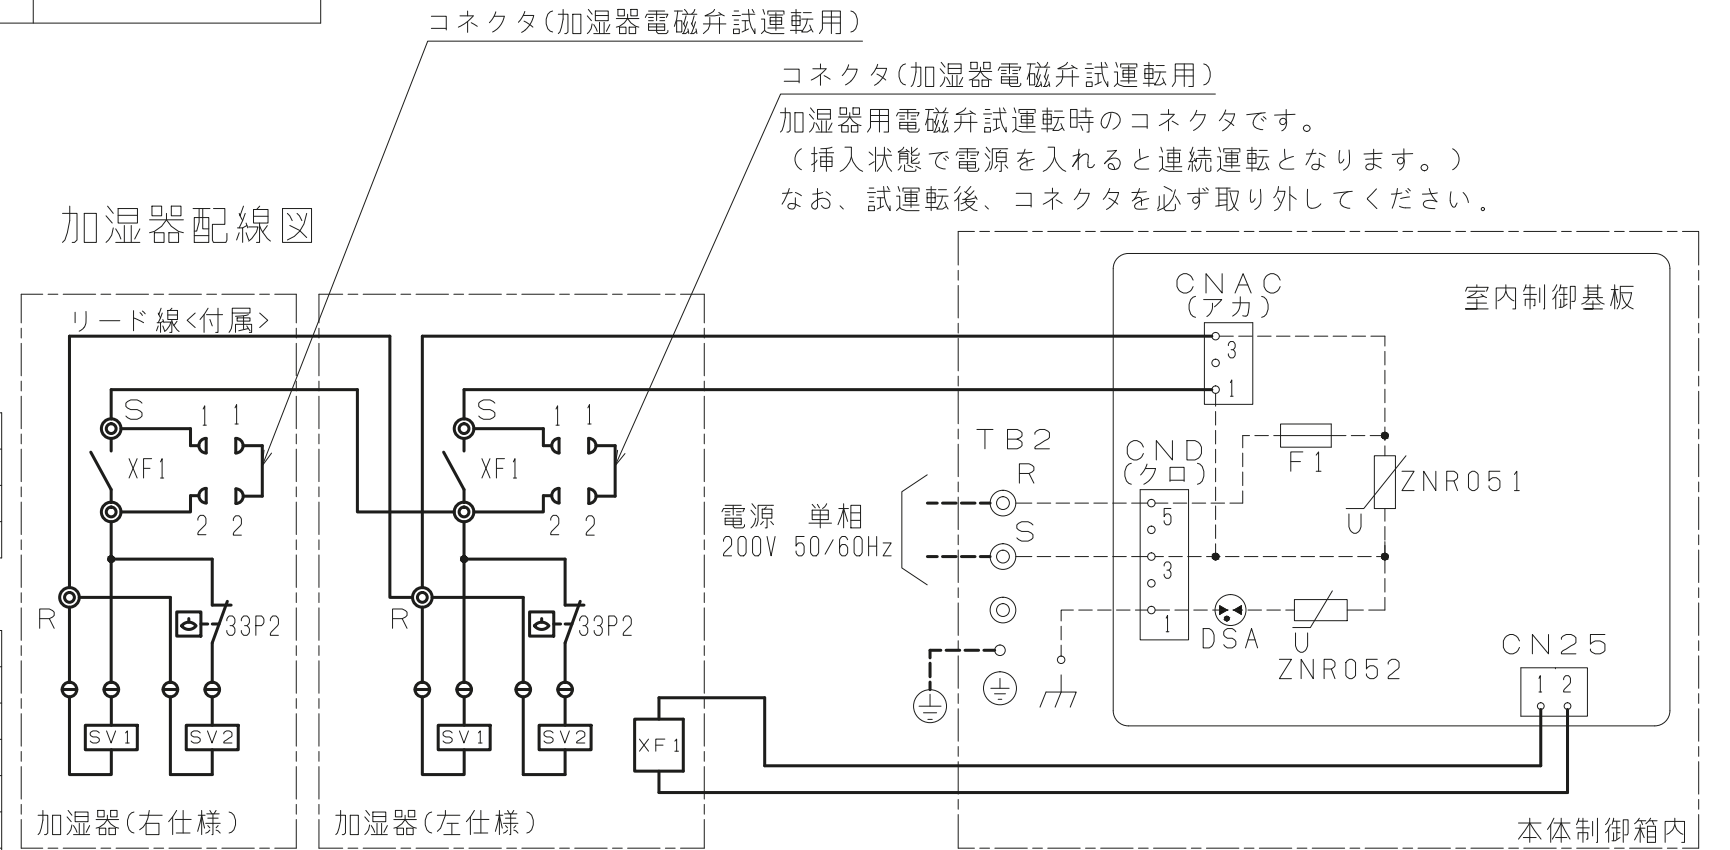 コネクタ(加湿器電磁弁試運転用)
コネクタ(加湿器電磁弁試運転用)
加湿器用電磁弁試運転時のコネクタです。
(挿入状態で電源を入れると連続運転となります。)
なお、試運転後、コネクタを必ず取り外してください。
加湿器配線図
リード線<付属>
S
1
1
XF1
2
2
R
33P2
SV1
SV2
加湿器(右仕様)
S
1
1
XF1
2
2
R
33P2
SV1
SV2
XF1
加湿器(左仕様)
電源 単相
200V 50/60Hz
TB2
R
S
CNAC
(アカ)
3
1
CND
(クロ)
5
3
1
F1
ZNR051
U
DSA
U
ZNR052
室内制御基板
CN25
1 2
本体制御箱内